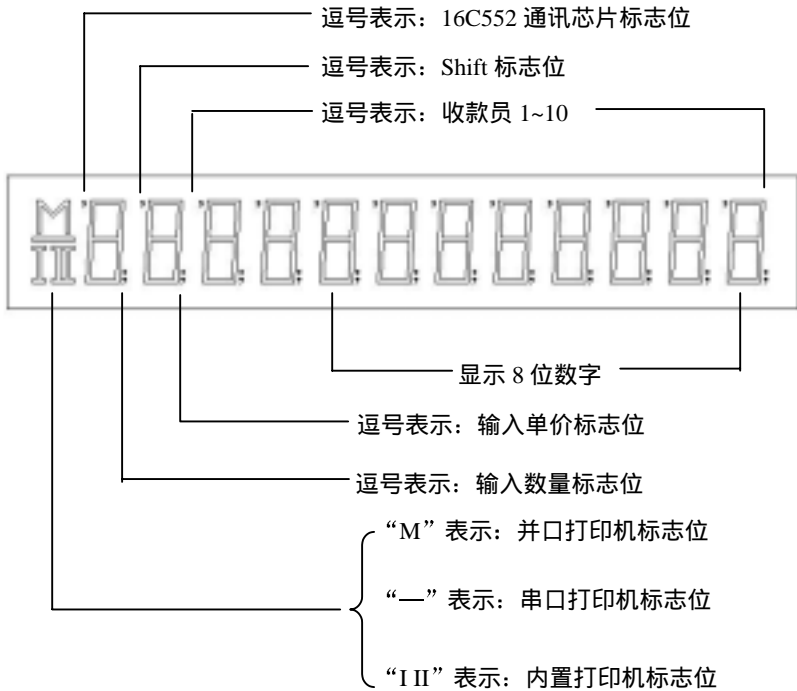 逗号表示：16C552 通讯芯片标志位
逗号表示：Shift 标志位
逗号表示：收款员 1~10
M
I II
显示 8 位数字
逗号表示：输入单价标志位
逗号表示：输入数量标志位
“M”表示：并口打印机标志位
“—”表示：串口打印机标志位
“I II”表示：内置打印机标志位